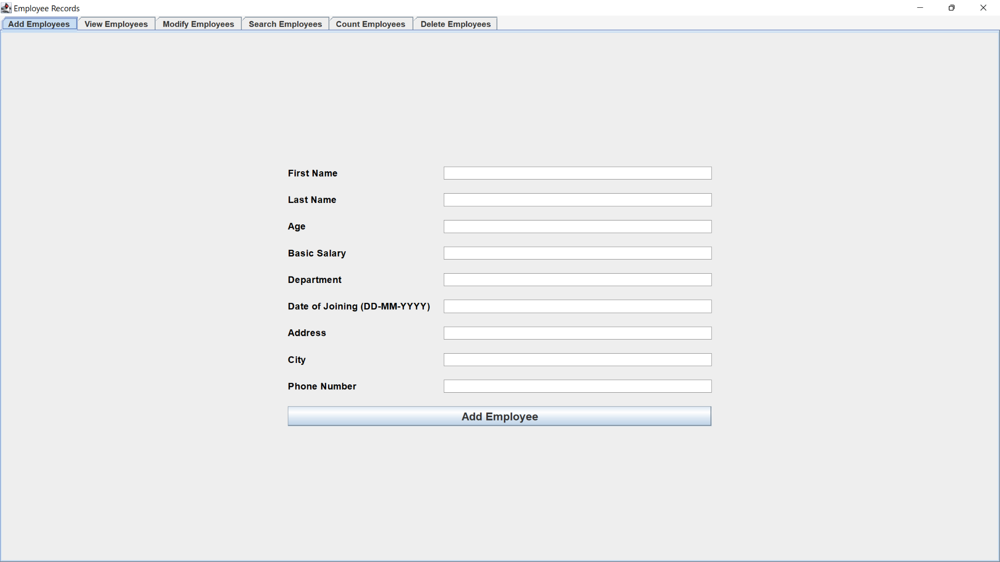 Employee Records
Add Employees View Employees Modify Employees Search Employees Count Employees Delete Employees
First Name
Last Name
Age
Basic Salary
Department
Date of Joining (DD-MM-YYYY)
Address
City
Phone Number
Add Employee